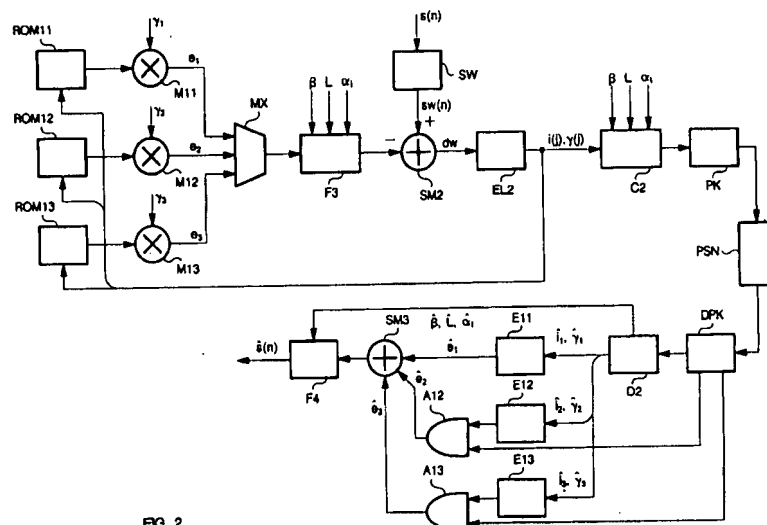 ROM11
γ₁
e₁
M11
ROM12
γ₂
e₂
M12
ROM13
γ₃
e₃
M13
MX
β L α₁
F3
s(n)
SW
sw(n)
+
−
dw
SM2
EL2
i(j), γ(j)
β L α₁
C2
PK
PSN
DPK
D2
β̂, L̂, α̂₁
SM3
ŝ(n)
F4
ê₁
E11
î₁, γ̂₁
ê₂
A12
E12
î₂, γ̂₂
ê₃
A13
E13
î₃, γ̂₃
FIG. 2